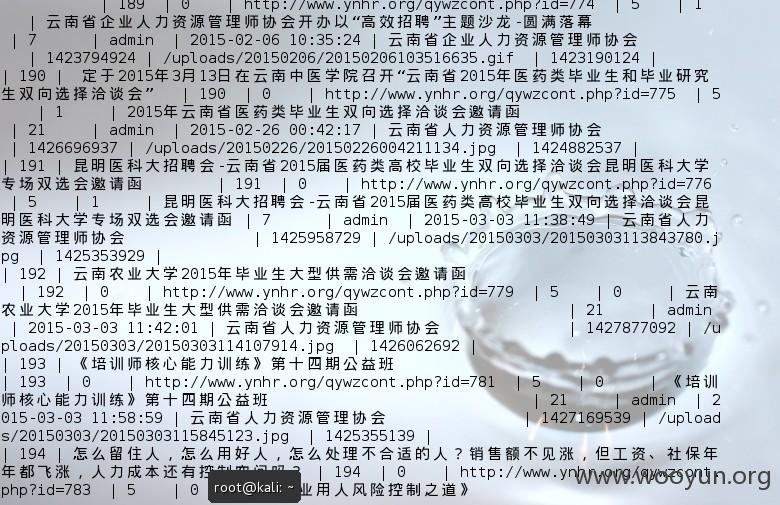 | 189 | 0 | http://www.ynhr.org/qywzcont.php?id=774 | 5 | 1
| 云南省企业人力资源管理师协会开办以“高效招聘”主题沙龙-圆满落幕
| 7 | admin | 2015-02-06 10:35:24 | 云南省企业人力资源管理师协会
| 1423794924 | /uploads/20150206/20150206103516635.gif | 1423190124 |
| 190 | 定于2015年3月13日在云南中医学院召开“云南省2015年医药类毕业生和毕业研究
生双向选择洽谈会” | 190 | 0 | http://www.ynhr.org/qywzcont.php?id=775 | 5
| 1 | 2015年云南省医药类毕业生双向选择洽谈会邀请函
| 21 | admin | 2015-02-26 00:42:17 | 云南省人力资源管理师协会
| 1426696937 | /uploads/20150226/20150226004211134.jpg | 1424882537 |
| 191 | 昆明医科大招聘会-云南省2015届医药类高校毕业生双向选择洽谈会昆明医科大学
专场双选会邀请函 | 191 | 0 | http://www.ynhr.org/qywzcont.php?id=776
| 5 | 1 | 昆明医科大招聘会-云南省2015届医药类高校毕业生双向选择洽谈会昆
明医科大学专场双选会邀请函 | 7 | admin | 2015-03-03 11:38:49 | 云南省人力
资源管理师协会 | 1425958729 | /uploads/20150303/20150303113843780.j
pg | 1425353929 |
| 192 | 云南农业大学2015年毕业生大型供需洽谈会邀请函
| 192 | 0 | http://www.ynhr.org/qywzcont.php?id=779 | 5 | 0 | 云南
农业大学2015年毕业生大型供需洽谈会邀请函 | 21 | admin
| 2015-03-03 11:42:01 | 云南省人力资源管理师协会 | 1427877092 | /u
ploads/20150303/20150303114107914.jpg | 1426062692 |
| 193 | 《培训师核心能力训练》第十四期公益班
| 193 | 0 | http://www.ynhr.org/qywzcont.php?id=781 | 5 | 0 | 《培训
师核心能力训练》第十四期公益班 | 21 | admin | 2
015-03-03 11:58:59 | 云南省人力资源管理师协会 | 1427169539 | /upload
s/20150303/20150303115845123.jpg | 1425355139 |
| 194 | 怎么留住人，怎么用好人，怎么处理不合适的人？销售额不见涨，但工资、社保年
年都飞涨，人力成本还有控制空间吗？ | 194 | 0 | http://www.ynhr.org/qywzcont.
php?id=783 | 5 | 0 业用人风险控制之道》
root@kali: ~
www.wooyun.org